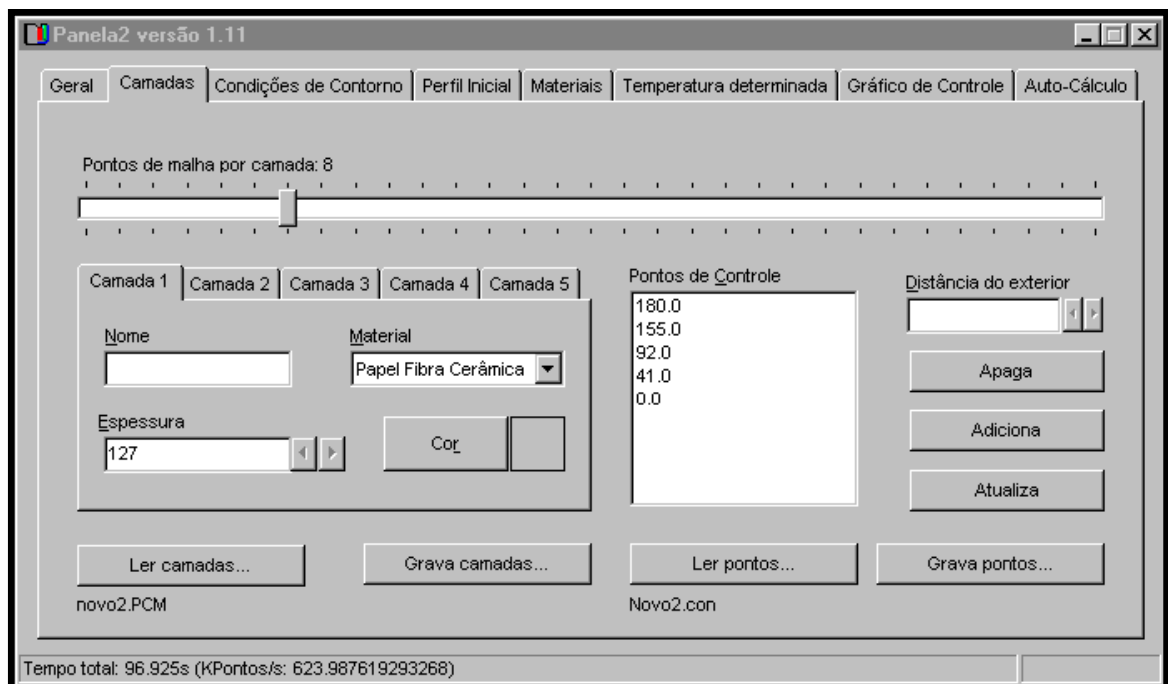 Panela2 versão 1.11
Geral Camadas Condições de Contorno Perfil Inicial Materiais Temperatura determinada Gráfico de Controle Auto-Cálculo
Pontos de malha por camada: 8
Camada 1 Camada 2 Camada 3 Camada 4 Camada 5
Nome
Material
Papel Fibra Cerâmica
Espessura
127
Cor
Pontos de Controle
180.0
155.0
92.0
41.0
0.0
Distância do exterior
Apaga
Adiciona
Atualiza
Ler camadas...
Grava camadas...
Ler pontos...
Grava pontos...
novo2.PCM
Novo2.con
Tempo total: 96.925s (KPontos/s: 623.987619293268)